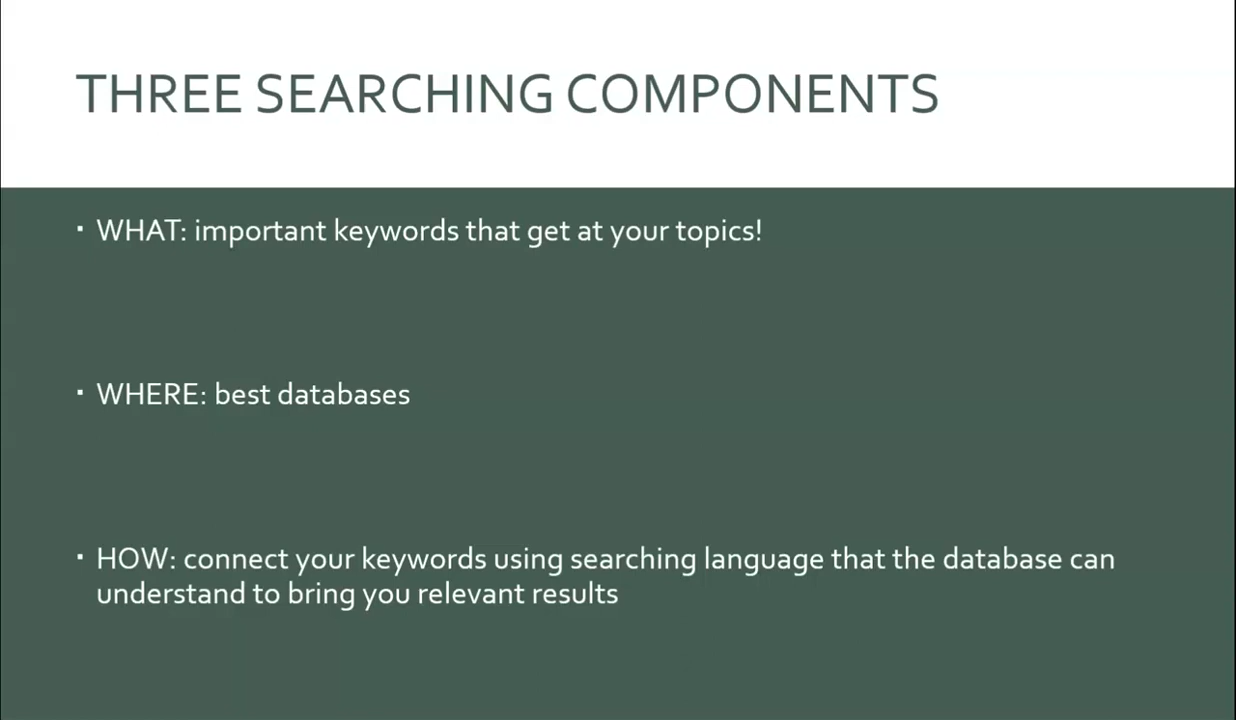 THREE SEARCHING COMPONENTS
▪ WHAT: important keywords that get at your topics!
▪ WHERE: best databases
▪ HOW: connect your keywords using searching language that the database can
understand to bring you relevant results